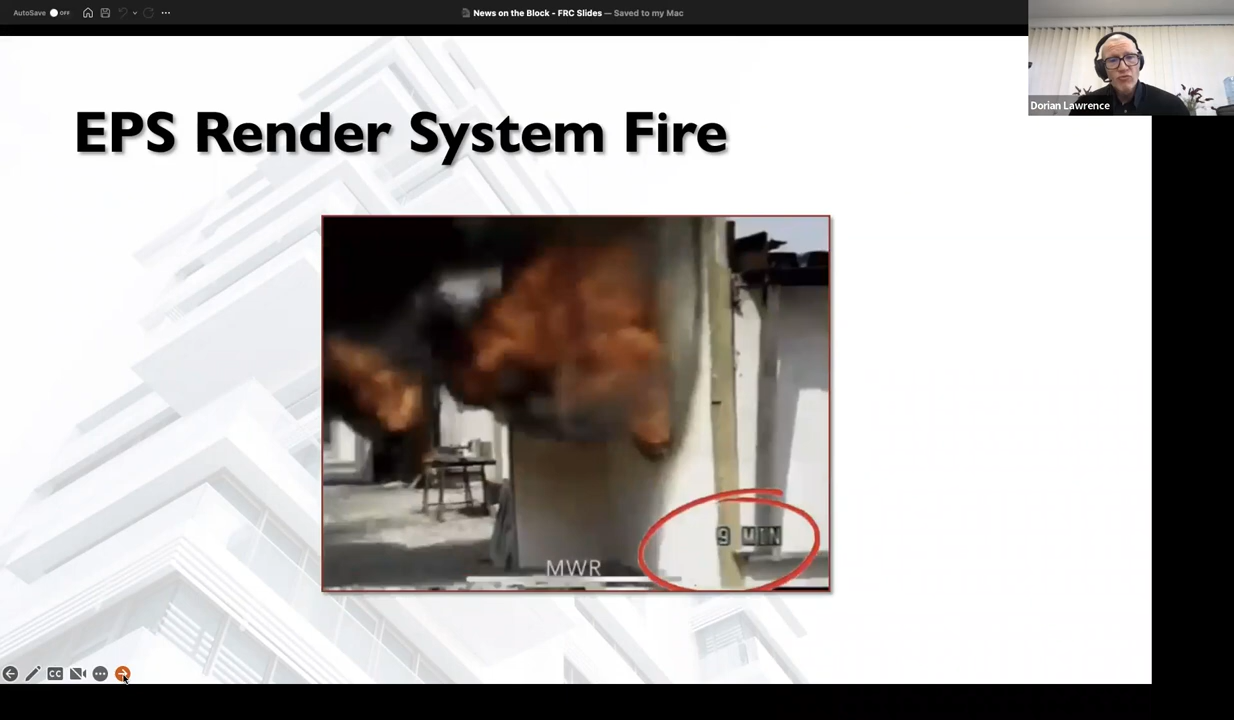 AutoSave OFF
News on the Block - FRC Slides — Saved to my Mac
Dorian Lawrence
EPS Render System Fire
9 MIN
MWR
CC